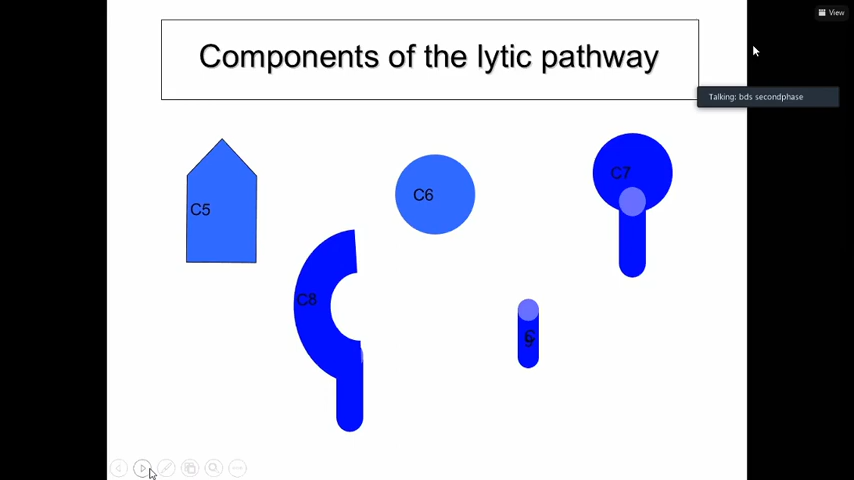 View
Components of the lytic pathway
Talking: bds secondphase
C5
C6
C7
C8
C
9